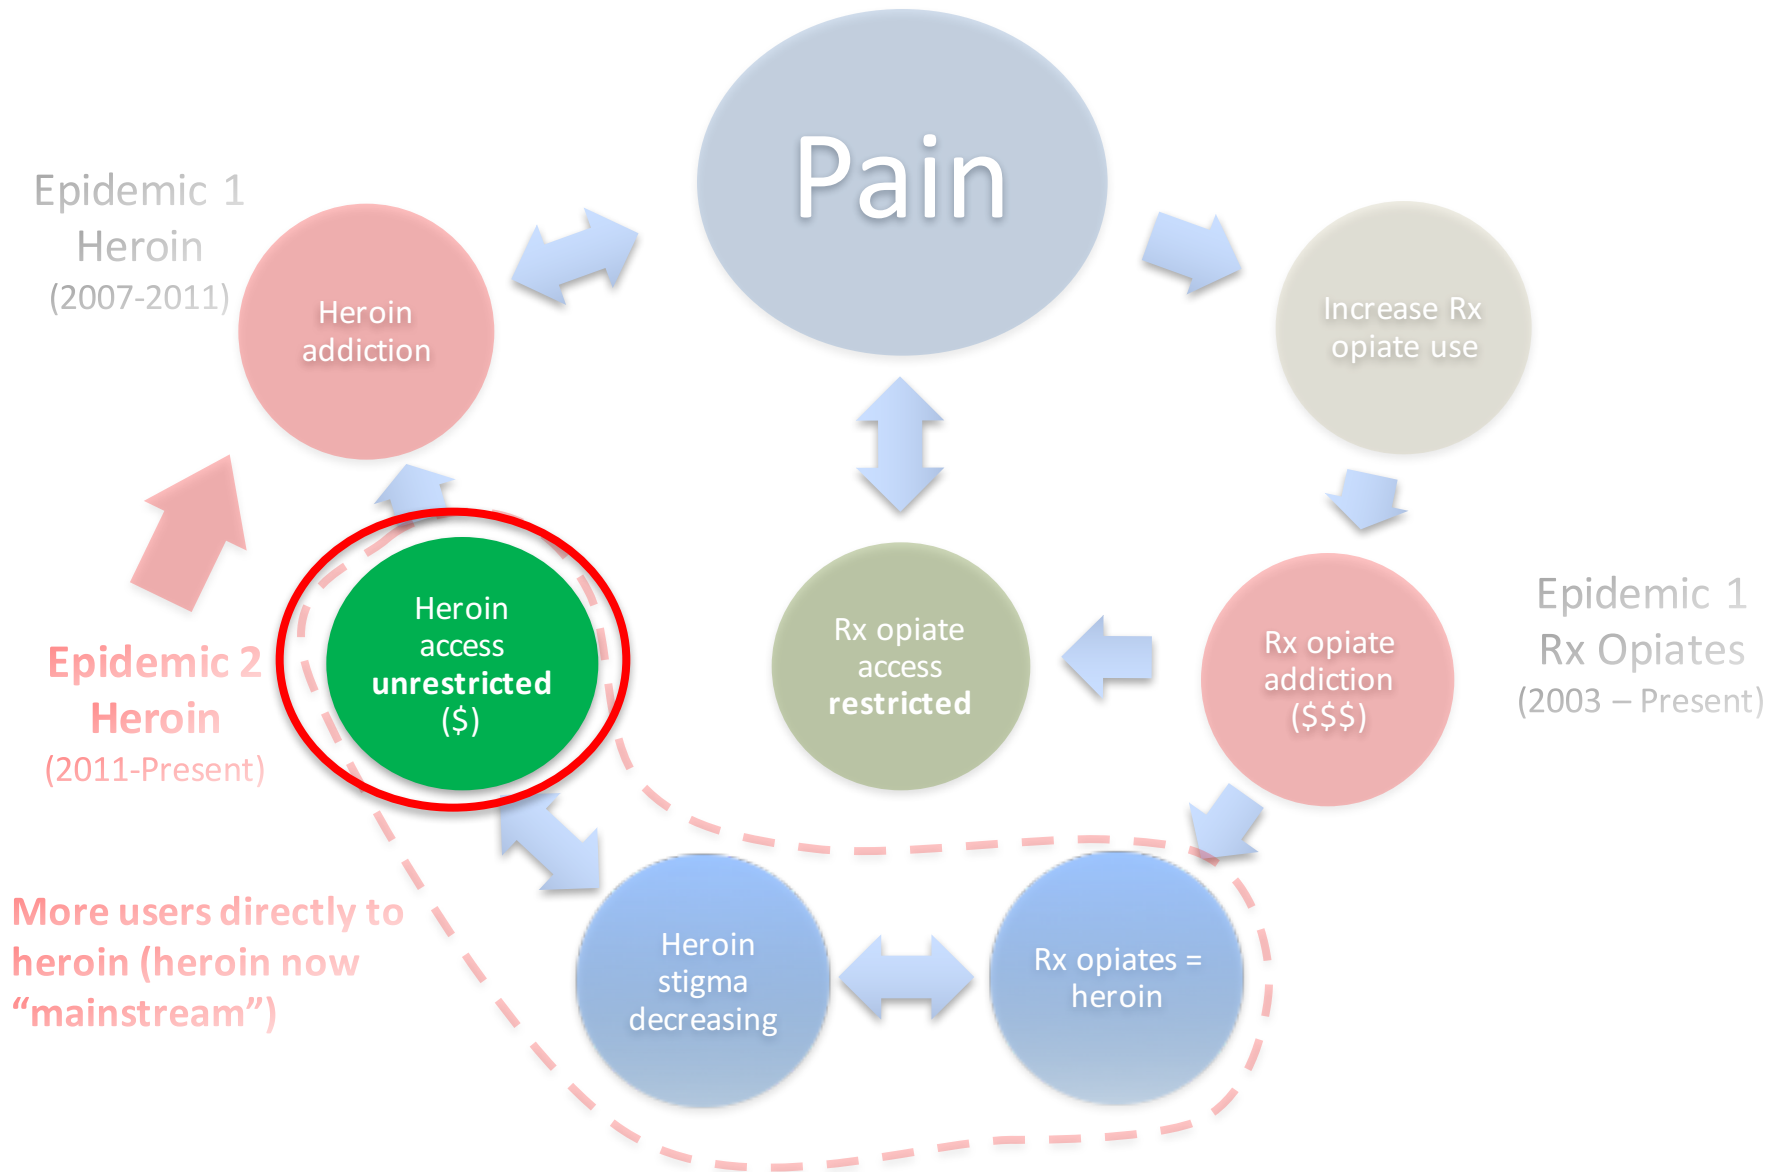 Pain
Epidemic 1
Heroin
(2007-2011)
Heroin
addiction
Increase Rx
opiate use
Heroin
access
unrestricted
($)
Rx opiate
access
restricted
Rx opiate
addiction
($$$)
Epidemic 1
Rx Opiates
(2003 – Present)
Epidemic 2
Heroin
(2011-Present)
More users directly to
heroin (heroin now
“mainstream”)
Heroin
stigma
decreasing
Rx opiates =
heroin